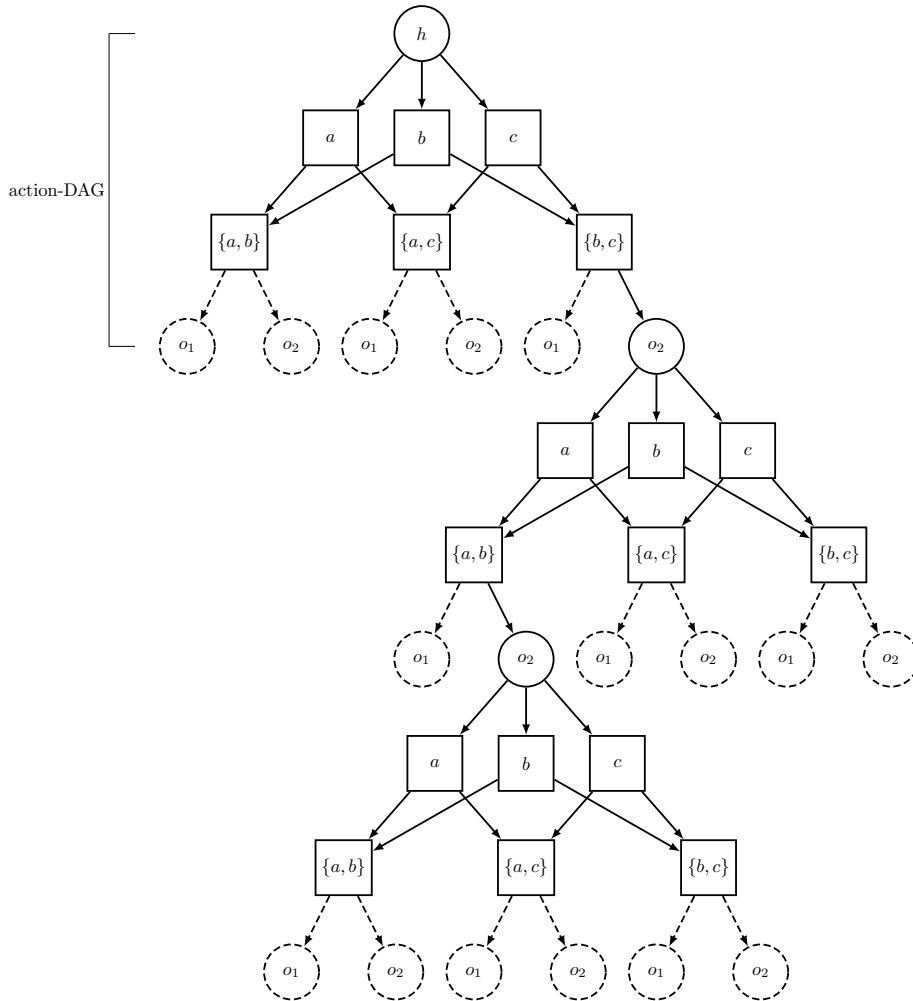 h
a b c
action-DAG
{a, b} {a, c} {b, c}
o₁ o₂ o₁ o₂ o₁ o₂
a b c
{a, b} {a, c} {b, c}
o₁ o₂ o₁ o₂ o₁ o₂
a b c
{a, b} {a, c} {b, c}
o₁ o₂ o₁ o₂ o₁ o₂